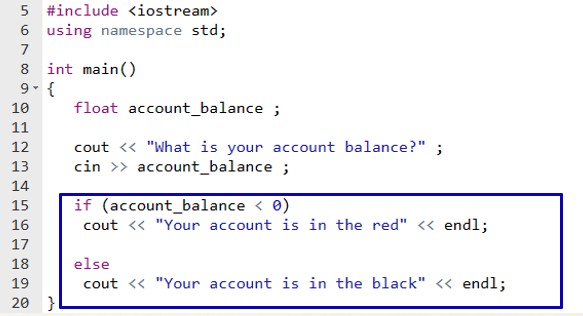 5 #include <iostream>
6 using namespace std;
7
8 int main()
9 {
10 float account_balance ;
11
12 cout << "What is your account balance?" ;
13 cin >> account_balance ;
14
15 if (account_balance < 0)
16 cout << "Your account is in the red" << endl;
17
18 else
19 cout << "Your account is in the black" << endl;
20 }